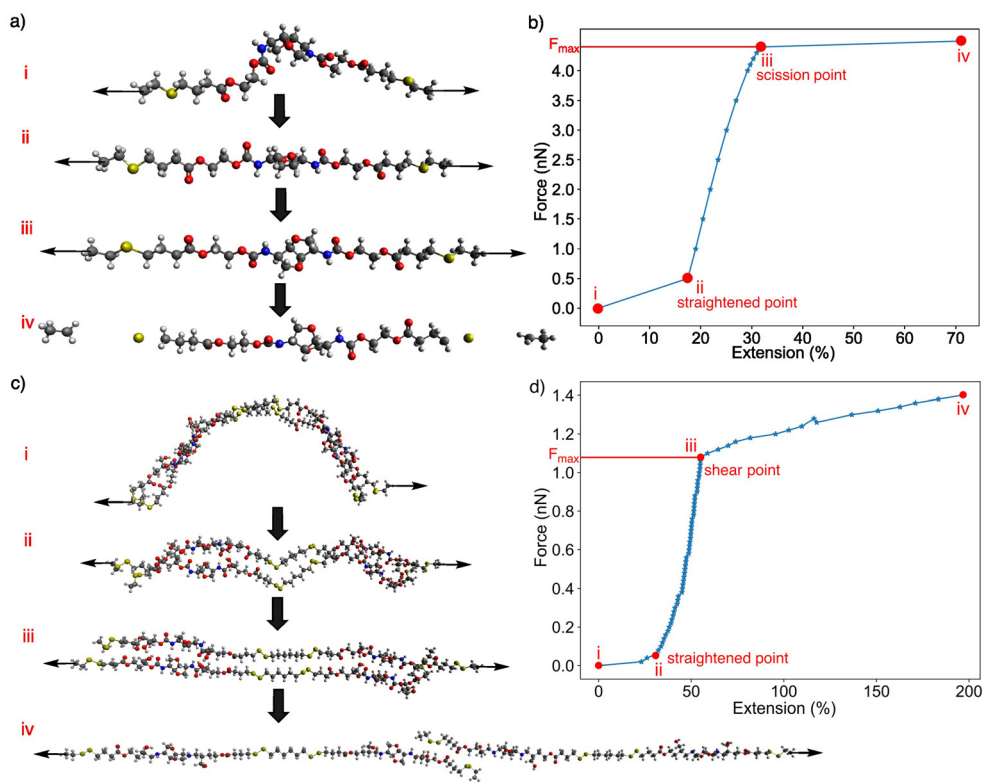 a)
i
ii
iii
iv
b)
Force (nN)
4.0
3.5
3.0
2.5
2.0
1.5
1.0
0.5
0.0
Fmax
iii
scission point
iv
i
ii
straightened point
0 10 20 30 40 50 60 70
Extension (%)
c)
i
ii
iii
iv
d)
Force (nN)
1.4
1.2
1.0
0.8
0.6
0.4
0.2
0.0
Fmax
iii
shear point
iv
i
ii
straightened point
0 50 100 150 200
Extension (%)